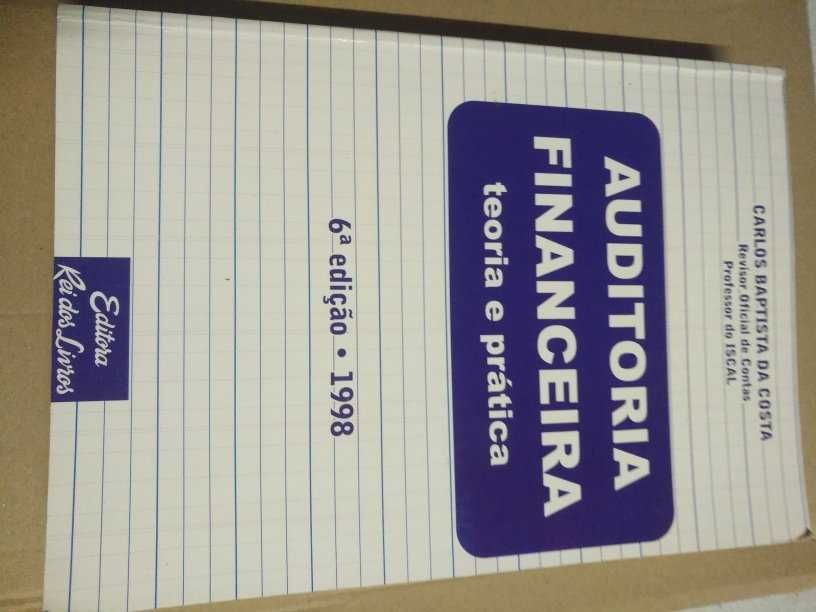 CARLOS BAPTISTA DA COSTA
Revisor Oficial de Contas
Professor do ISCAL
AUDITORIA
FINANCEIRA
teoria e prática
6ª edição • 1998
Editora
Rei dos Livros